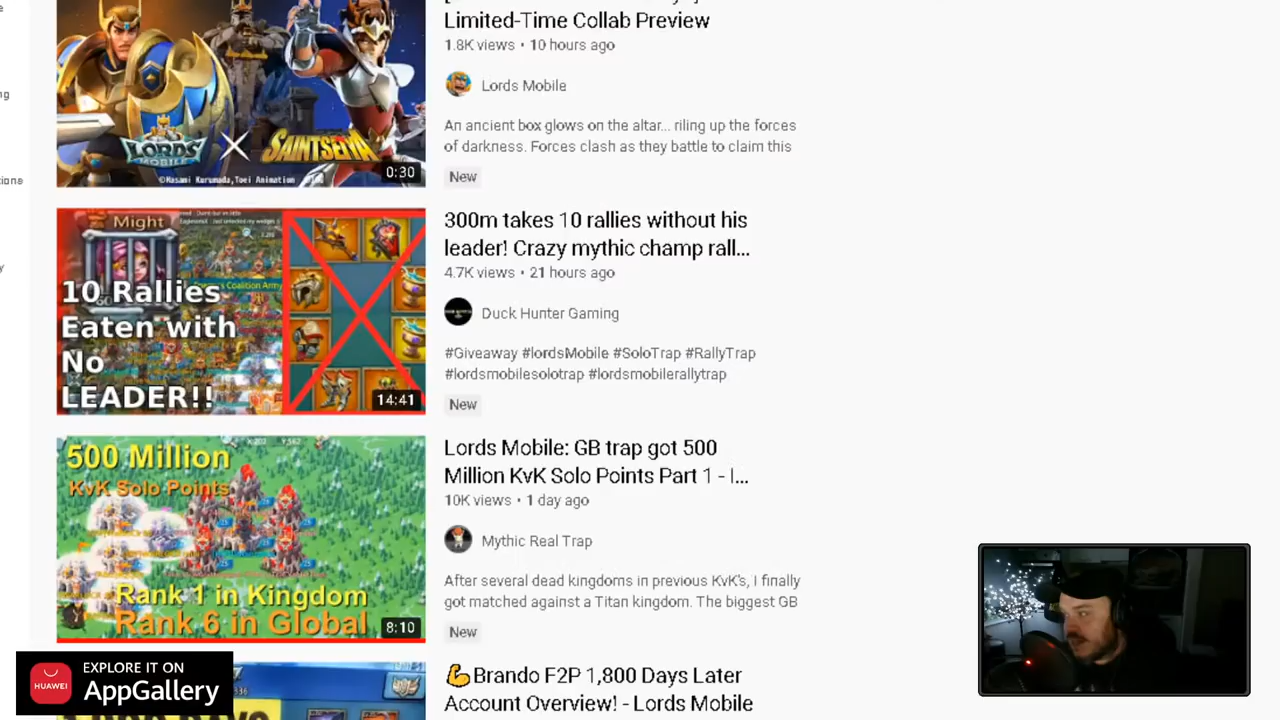 Limited-Time Collab Preview
1.8K views • 10 hours ago
Lords Mobile
An ancient box glows on the altar... riling up the forces
of darkness. Forces clash as they battle to claim this
New
LORDS
MOBILE
X
SAINTSEIYA
©Masami Kurumada,Toei Animation
0:30
300m takes 10 rallies without his
leader! Crazy mythic champ rall...
4.7K views • 21 hours ago
Duck Hunter Gaming
#Giveaway #lordsMobile #SoloTrap #RallyTrap
#lordsmobilesolotrap #lordsmobilerallytrap
New
Might
10 Rallies
Eaten with
No
LEADER!!
14:41
Lords Mobile: GB trap got 500
Million KvK Solo Points Part 1 - I...
10K views • 1 day ago
Mythic Real Trap
After several dead kingdoms in previous KvK's, I finally
got matched against a Titan kingdom. The biggest GB
New
500 Million
KvK Solo Points
Rank 1 in Kingdom
Rank 6 in Global
8:10
💪Brando F2P 1,800 Days Later
Account Overview! - Lords Mobile
HUAWEI
EXPLORE IT ON
AppGallery